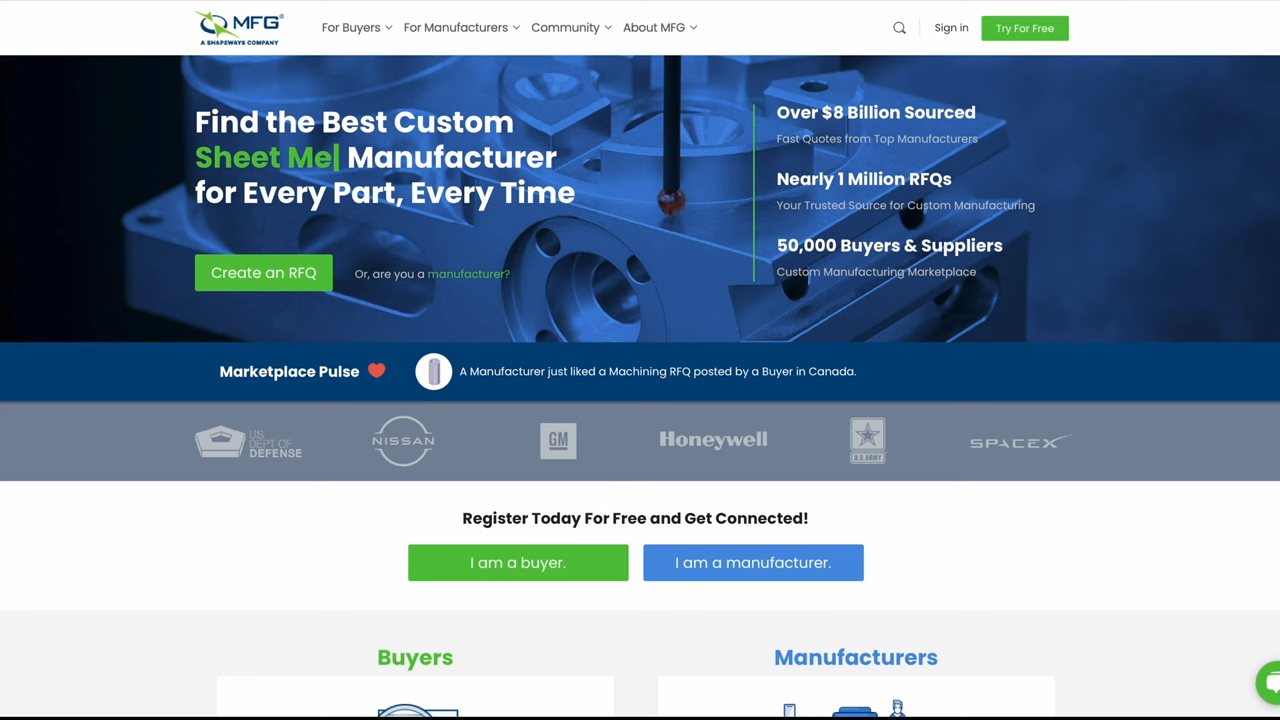 MFG®
A SHAPEWAYS COMPANY
For Buyers
For Manufacturers
Community
About MFG
Sign in
Try For Free
Find the Best Custom
Sheet Me| Manufacturer
for Every Part, Every Time
Create an RFQ
Or, are you a manufacturer?
Over $8 Billion Sourced
Fast Quotes from Top Manufacturers
Nearly 1 Million RFQs
Your Trusted Source for Custom Manufacturing
50,000 Buyers & Suppliers
Custom Manufacturing Marketplace
Marketplace Pulse
A Manufacturer just liked a Machining RFQ posted by a Buyer in Canada.
U.S.
DEPT OF
DEFENSE
NISSAN
GM
Honeywell
U.S.ARMY
SPACEX
Register Today For Free and Get Connected!
I am a buyer.
I am a manufacturer.
Buyers
Manufacturers